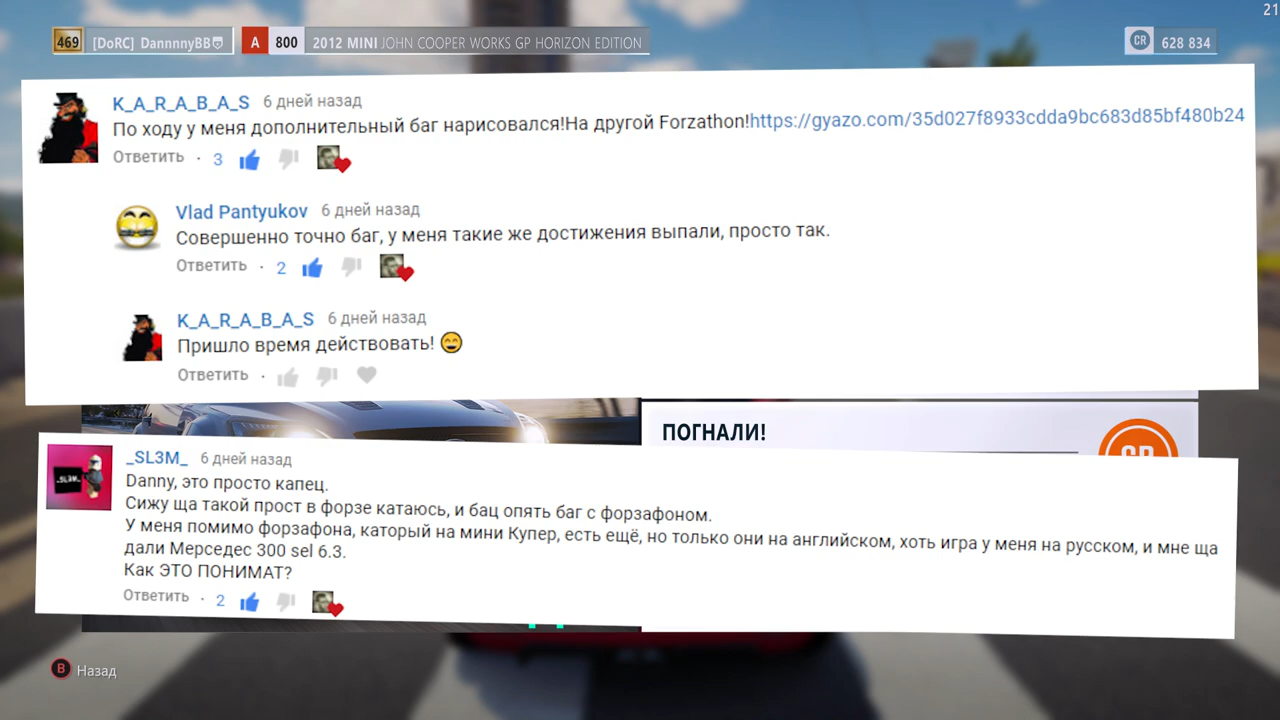 21
469 [DoRC] DannnnyBB A 800 2012 MINI JOHN COOPER WORKS GP HORIZON EDITION CR 628 834
K_A_R_A_B_A_S 6 дней назад
По ходу у меня дополнительный баг нарисовался!На другой Forzathon!https://gyazo.com/35d027f8933cdda9bc683d85bf480b24
Ответить · 3
Vlad Pantyukov 6 дней назад
Совершенно точно баг, у меня такие же достижения выпали, просто так.
Ответить · 2
K_A_R_A_B_A_S 6 дней назад
Пришло время действовать! 😄
Ответить ·
ПОГНАЛИ!
CR
_SL3M_ 6 дней назад
Danny, это просто капец.
Сижу ща такой прост в форзе катаюсь, и бац опять баг с форзафоном.
У меня помимо форзафона, каторый на мини Купер, есть ещё, но только они на английском, хоть игра у меня на русском, и мне ща
дали Мерседес 300 sel 6.3.
Как ЭТО ПОНИМАТ?
Ответить · 2
B Назад